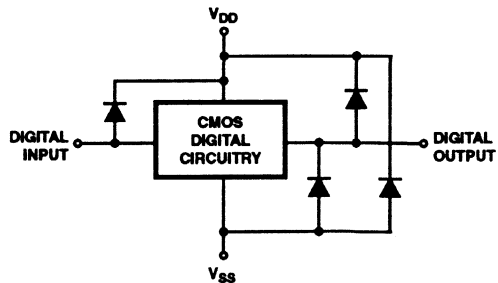 VDD
CMOS
DIGITAL
CIRCUITRY
DIGITAL
INPUT
DIGITAL
OUTPUT
VSS